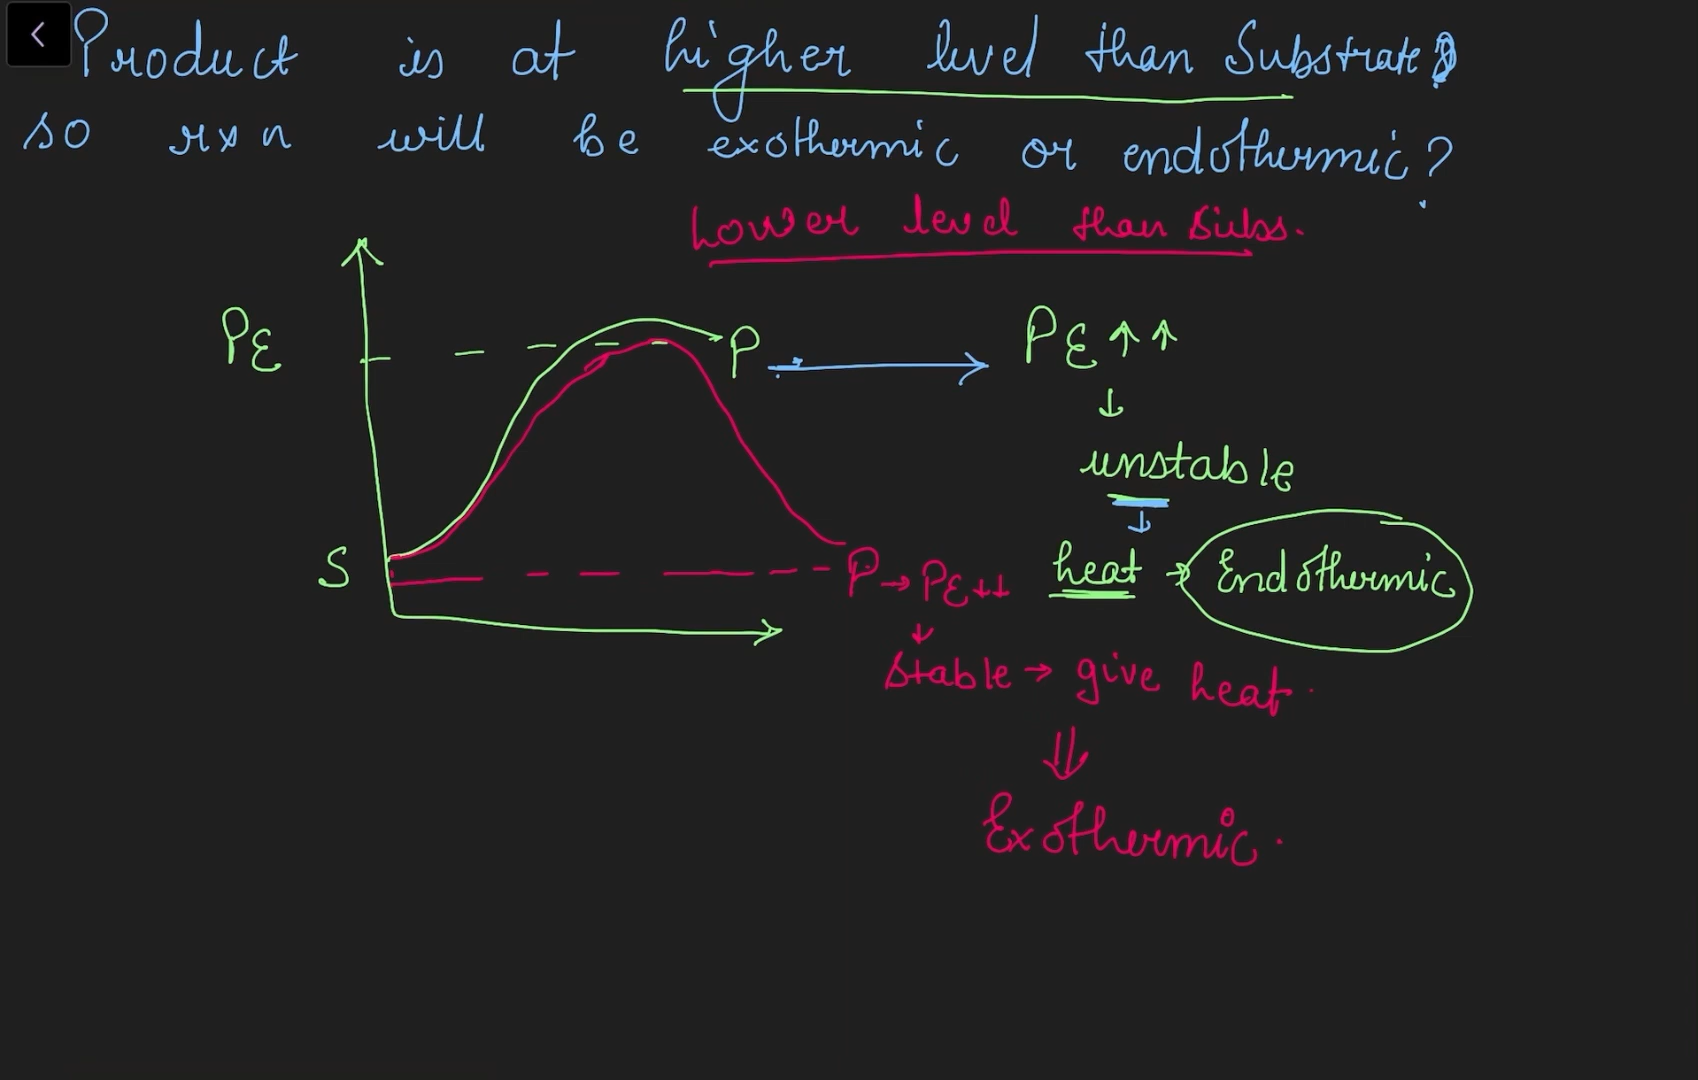 Product is at higher level than Substrate,
so rxn will be exothermic or endothermic?
Lower level than Subs.
PE
P → PE↑↑
↓
unstable
↓
heat → Endothermic
S
P → PE↓↓
↓
Stable → give heat.
⇓
Exothermic.